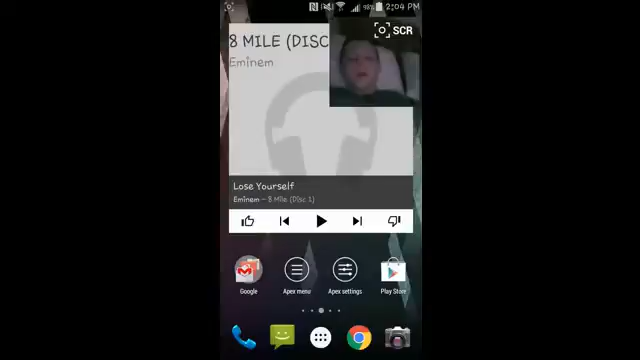 2:04 PM
8 MILE (DISC
SCR
Eminem
Lose Yourself
Eminem – 8 Mile (Disc 1)
Google
Apex menu
Apex settings
Play Store